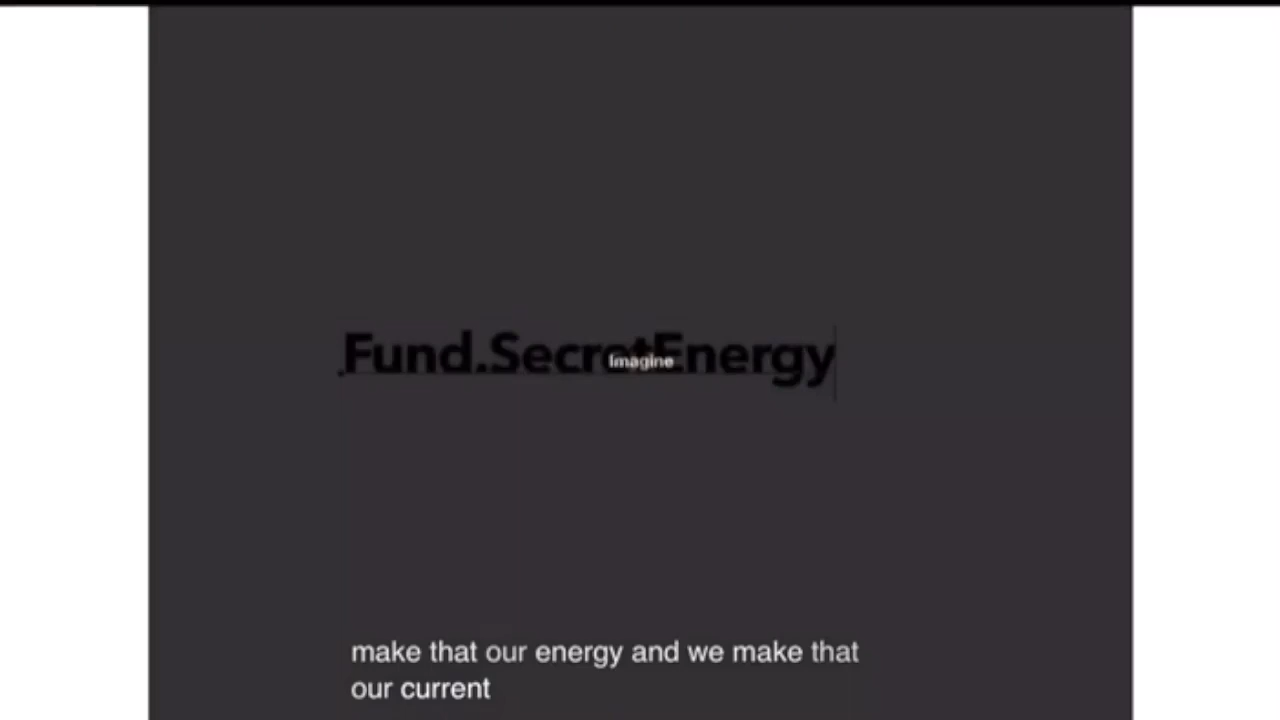 Fund.SecretEnergy
Imagine
make that our energy and we make that
our current